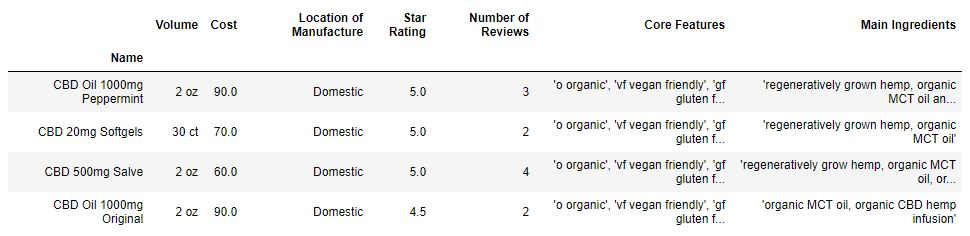 Volume Cost Location of Manufacture Star Rating Number of Reviews Core Features Main Ingredients
Name
CBD Oil 1000mg Peppermint 2 oz 90.0 Domestic 5.0 3 'o organic', 'vf vegan friendly', 'gf gluten f... 'regeneratively grown hemp, organic MCT oil an...
CBD 20mg Softgels 30 ct 70.0 Domestic 5.0 2 'o organic', 'vf vegan friendly', 'gf gluten f... 'regeneratively grown hemp, organic MCT oil'
CBD 500mg Salve 2 oz 60.0 Domestic 5.0 4 'o organic', 'vf vegan friendly', 'gf gluten f... 'regeneratively grow hemp, organic MCT oil, or...
CBD Oil 1000mg Original 2 oz 90.0 Domestic 4.5 2 'o organic', 'vf vegan friendly', 'gf gluten f... 'organic MCT oil, organic CBD hemp infusion'